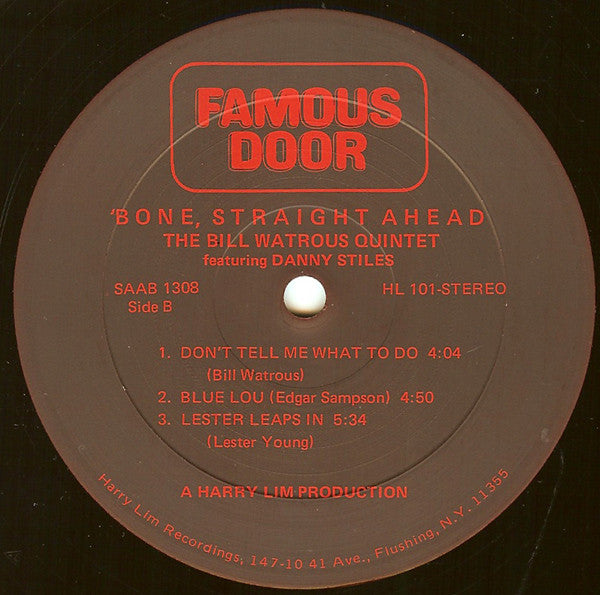 FAMOUS
DOOR
'BONE, STRAIGHT AHEAD
THE BILL WATROUS QUINTET
featuring DANNY STILES
SAAB 1308
Side B
HL 101-STEREO
1. DON'T TELL ME WHAT TO DO 4:04
(Bill Watrous)
2. BLUE LOU (Edgar Sampson) 4:50
3. LESTER LEAPS IN 5:34
(Lester Young)
A HARRY LIM PRODUCTION
Harry Lim Recordings, 147-10 41 Ave., Flushing, N.Y. 11355